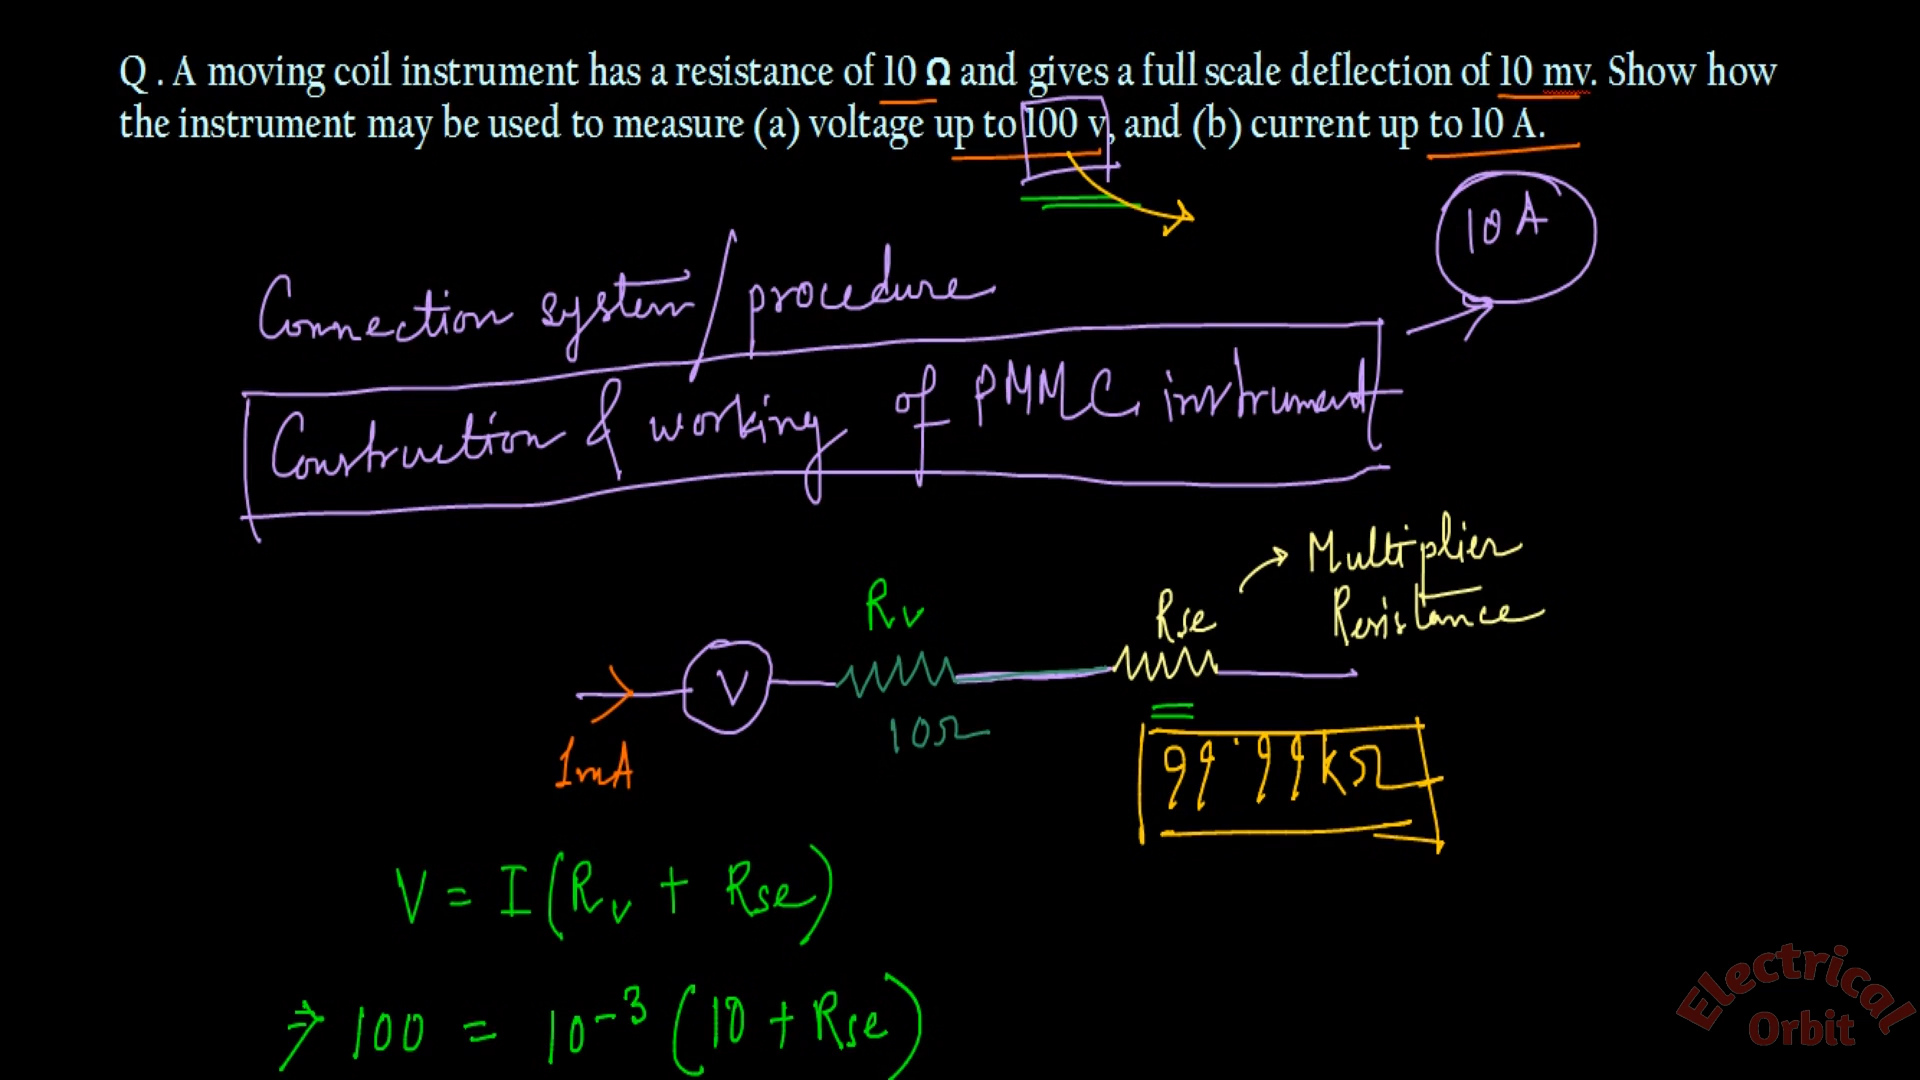 Q . A moving coil instrument has a resistance of 10 Ω and gives a full scale deflection of 10 mv. Show how
the instrument may be used to measure (a) voltage up to 100 v, and (b) current up to 10 A.
10 A
Connection system / procedure
Construction & working of PMMC instrument
Multiplier
Resistance
Rv
Rse
V
10Ω
1mA
99.99kΩ
V = I (Rv + Rse)
⇒ 100 = 10⁻³ (10 + Rse)
Electrical
Orbit